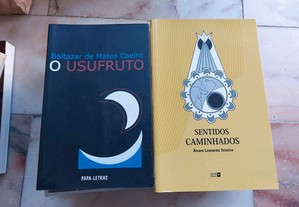 Baltazar de Matos Caeiro
O USUFRUTO
PAPA-LETRAS
SENTIDOS
CAMINHADOS
Álvaro Leonardo Teixeira